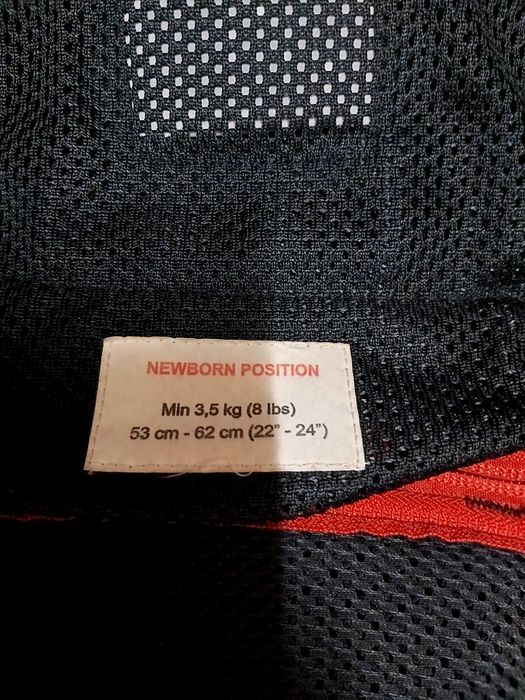 NEWBORN POSITION
Min 3,5 kg (8 lbs)
53 cm - 62 cm (22" - 24")